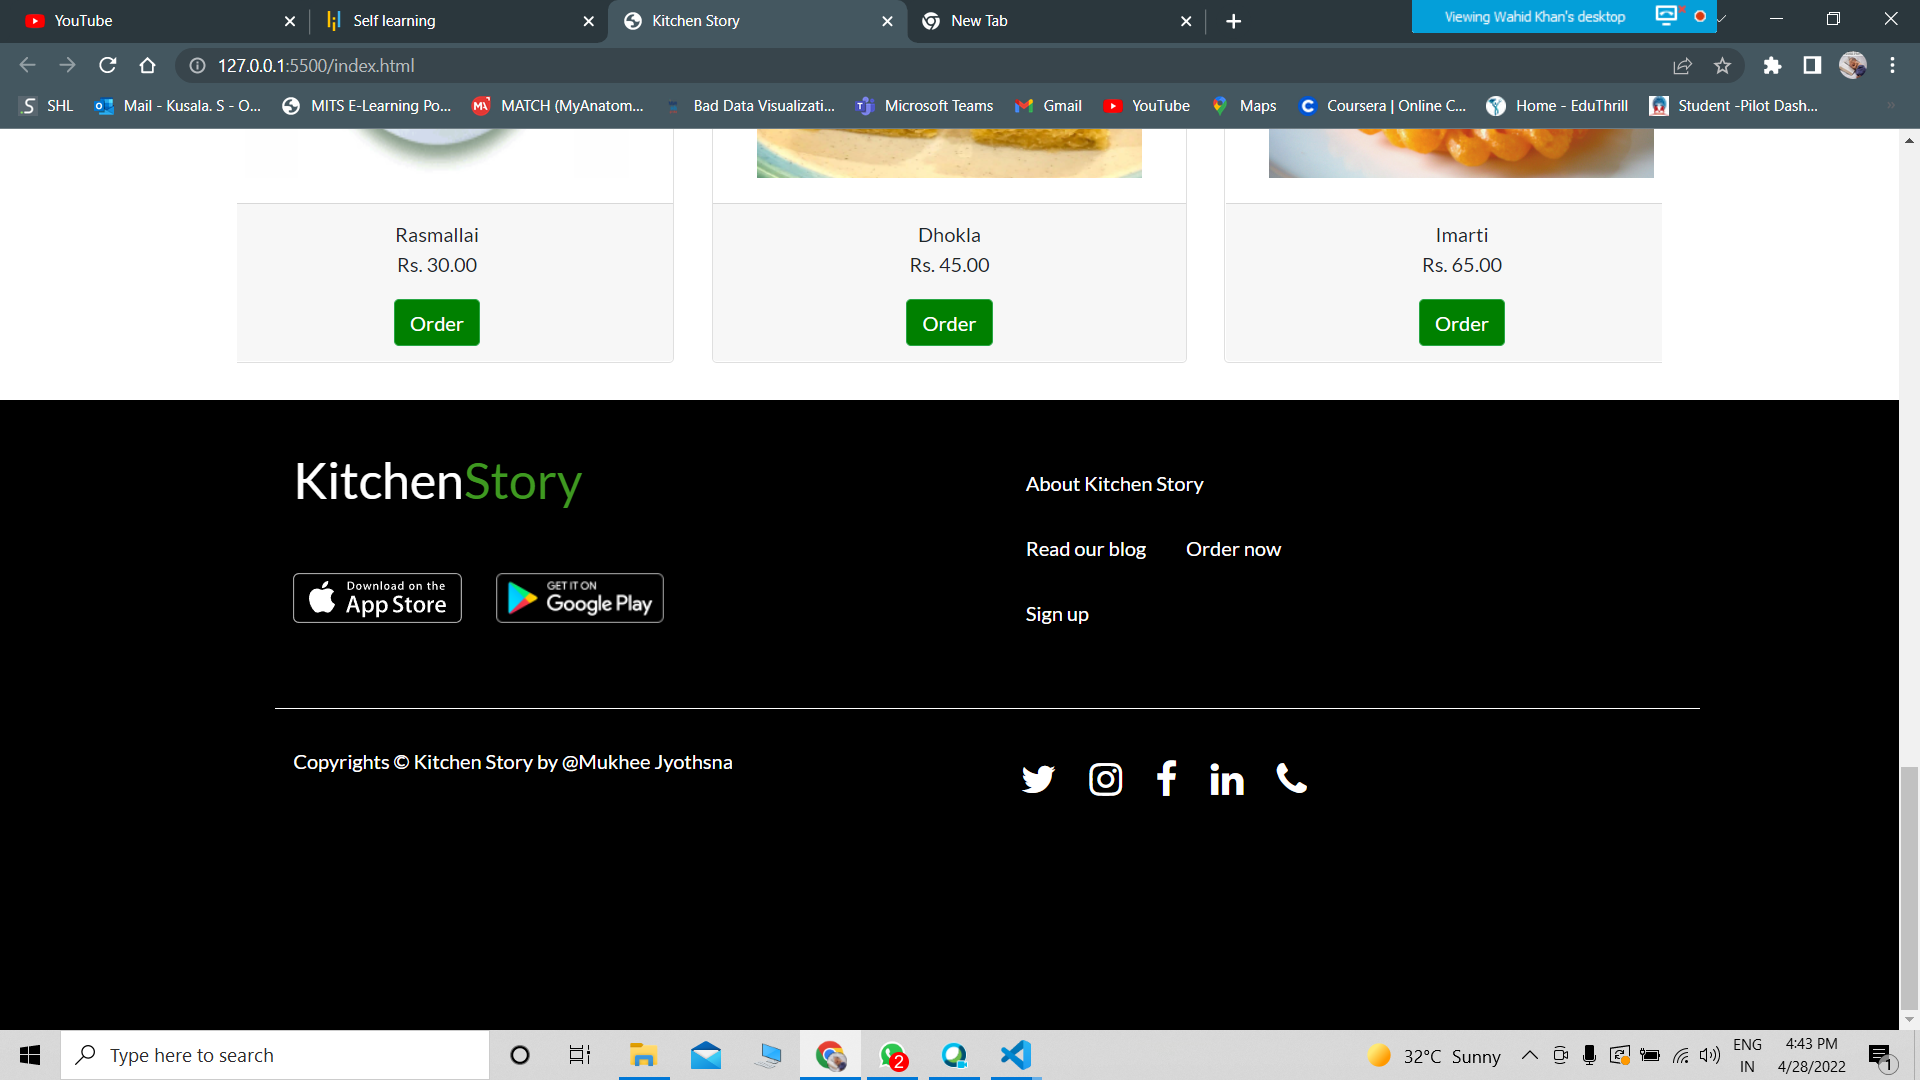 YouTube
Self learning
Kitchen Story
New Tab
Viewing Wahid Khan's desktop
127.0.0.1:5500/index.html
SHL
Mail - Kusala. S - O...
MITS E-Learning Po...
MATCH (MyAnatom...
Bad Data Visualizati...
Microsoft Teams
Gmail
YouTube
Maps
Coursera | Online C...
Home - EduThrill
Student -Pilot Dash...
Rasmallai
Rs. 30.00
Order
Dhokla
Rs. 45.00
Order
Imarti
Rs. 65.00
Order
KitchenStory
Download on the
App Store
GET IT ON
Google Play
About Kitchen Story
Read our blog
Order now
Sign up
Copyrights © Kitchen Story by @Mukhee Jyothsna
Type here to search
2
32°C Sunny
ENG
IN
4:43 PM
4/28/2022
1